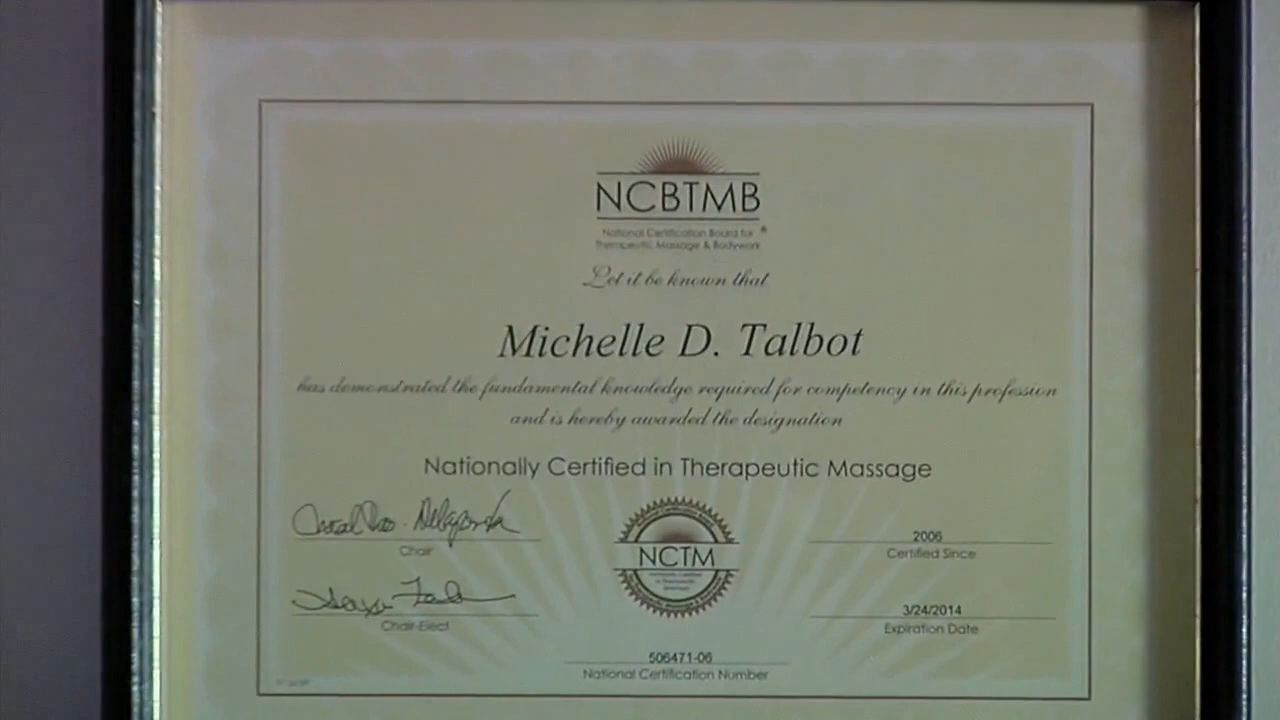 NCBTMB
National Certification Board for
Therapeutic Massage & Bodywork ®
Let it be known that
Michelle D. Talbot
has demonstrated the fundamental knowledge required for competency in this profession
and is hereby awarded the designation
Nationally Certified in Therapeutic Massage
Chair
Chair-Elect
NCTM
2006
Certified Since
3/24/2014
Expiration Date
506471-06
National Certification Number